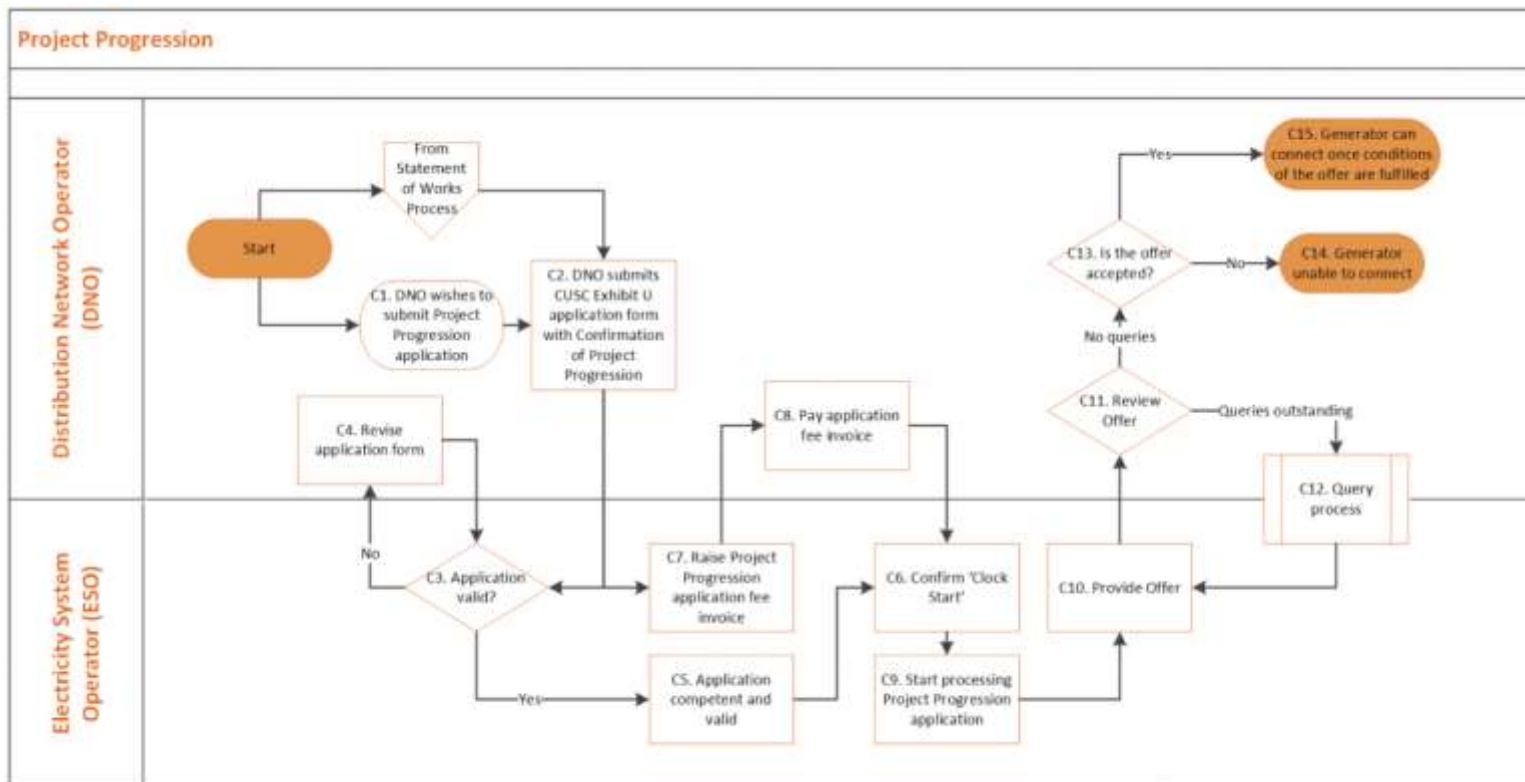 Project Progression
Distribution Network Operator
(DNO)
From
Statement
of Works
Process
Start
C1. DNO wishes to
submit Project
Progression
application
C2. DNO submits
CUSC Exhibit U
application form
with Confirmation
of Project
Progression
C4. Revise
application form
C8. Pay application
fee invoice
Yes
C15. Generator can
connect once conditions
of the offer are fulfilled
C13. Is the offer
accepted?
No
C14. Generator
unable to connect
No queries
C11. Review
Offer
Queries outstanding
C12. Query
process
Electricity System
Operator (ESO)
No
C3. Application
valid?
Yes
C7. Raise Project
Progression
application fee
invoice
C5. Application
competent and
valid
C6. Confirm 'Clock
Start'
C9. Start processing
Project Progression
application
C10. Provide Offer